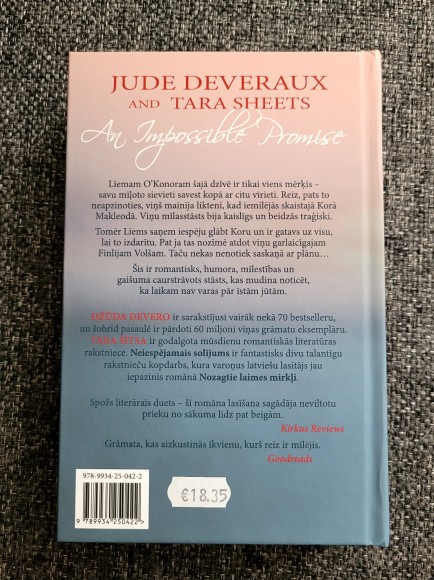 JUDE DEVERAUX
AND TARA SHEETS
An Impossible Promise
Līemam O'Konoram šajā dzīvē ir tikai viens mērķis –
savu mīļoto sievieti savest kopā ar citu vīrieti. Reiz, pats to
neapzinoties, viņš mainīja likteni, kad iemīlējās skaistajā Korā
Makleodā. Viņu mīlasstāsts bija kaislīgs un beidzās traģiski.
Tomēr Līems saņem iespēju glābt Koru un ir gatavs uz visu,
lai to izdarītu. Pat ja tas nozīmē atdot viņu garlaicīgajam
Finlijam Volšam. Taču nekas nenotiek saskaņā ar plānu…
Šis ir romantisks, humora, mīlestības un
gaišuma caurstrāvots stāsts, kas mudina noticēt,
ka laikam nav varas pār īstām jūtām.
DŽŪDA DEVERO ir sarakstījusi vairāk nekā 70 bestselleru,
un šobrīd pasaulē ir pārdoti 60 miljoni viņas grāmatu eksemplāru.
TARA ŠĪTSA ir godalgota mūsdienu romantiskās literatūras
rakstniece. Neiespējamais solījums ir fantastisks divu talantīgu
rakstnieču kopdarbs, kura varoņus latviešu lasītājs jau
iepazinis romānā Nozagtie laimes mirkļi.
Spožs literārais duets – šī romāna lasīšana sagādāja neviltotu
prieku no sākuma līdz pat beigām.
Kirkus Reviews
Grāmata, kas aizkustinās ikvienu, kurš reiz ir mīlējis.
Goodreads
978-9934-25-042-2
€18.35
9 789934 250422 >